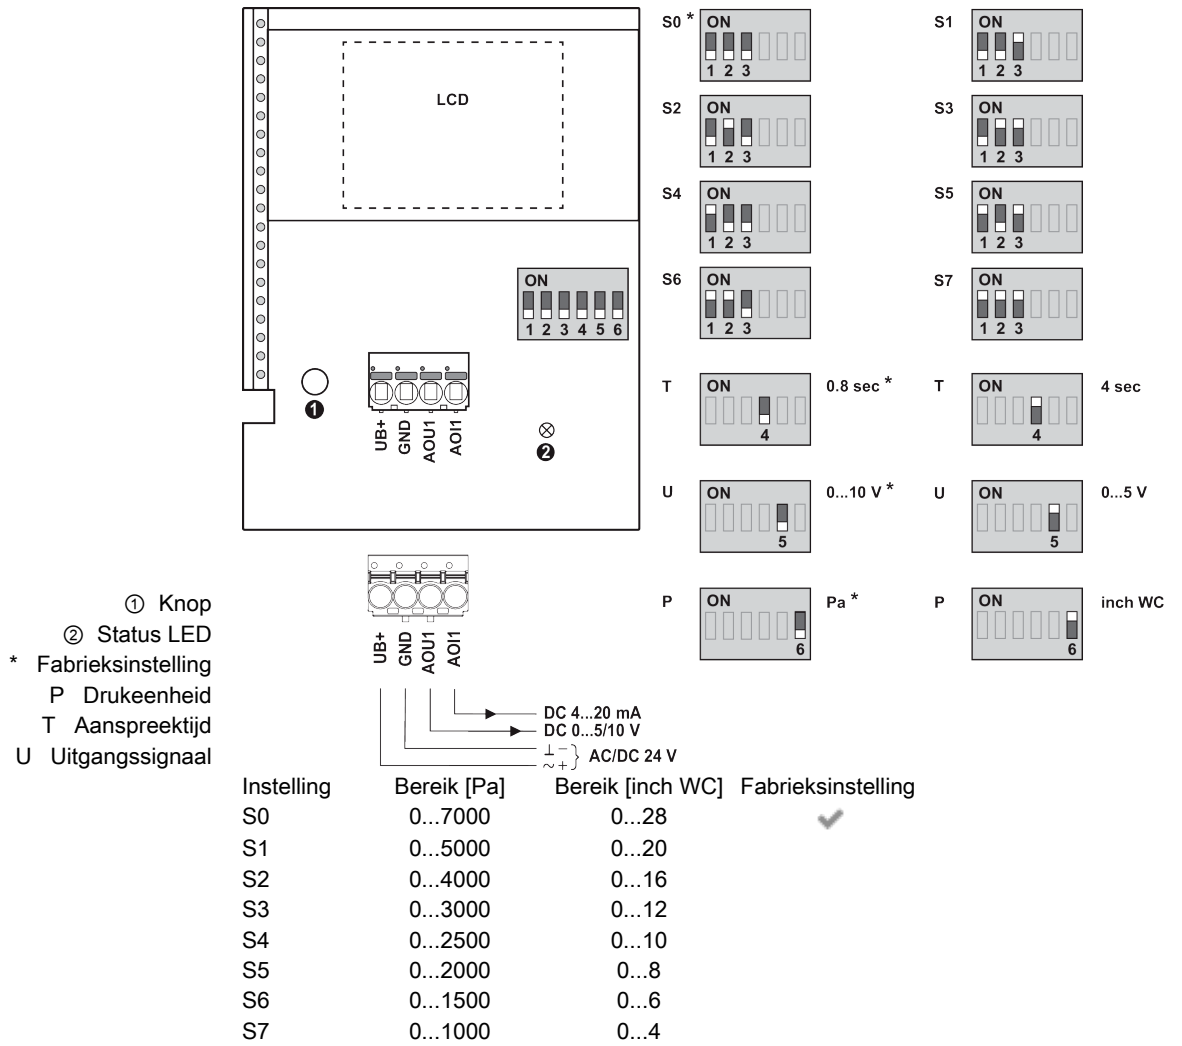 LCD
ON
1 2 3 4 5 6
❶
UB+
GND
AOU1
AOI1
❷
UB+
GND
AOU1
AOI1
DC 4...20 mA
DC 0...5/10 V
⊥ −
~ + } AC/DC 24 V
S0 * ON
1 2 3
S1 ON
1 2 3
S2 ON
1 2 3
S3 ON
1 2 3
S4 ON
1 2 3
S5 ON
1 2 3
S6 ON
1 2 3
S7 ON
1 2 3
T ON 0.8 sec *
4
T ON 4 sec
4
U ON 0...10 V *
5
U ON 0...5 V
5
P ON Pa *
6
P ON inch WC
6
① Knop
② Status LED
* Fabrieksinstelling
P Drukeenheid
T Aanspreektijd
U Uitgangssignaal
Instelling Bereik [Pa] Bereik [inch WC] Fabrieksinstelling
S0 0...7000 0...28 ✔
S1 0...5000 0...20
S2 0...4000 0...16
S3 0...3000 0...12
S4 0...2500 0...10
S5 0...2000 0...8
S6 0...1500 0...6
S7 0...1000 0...4